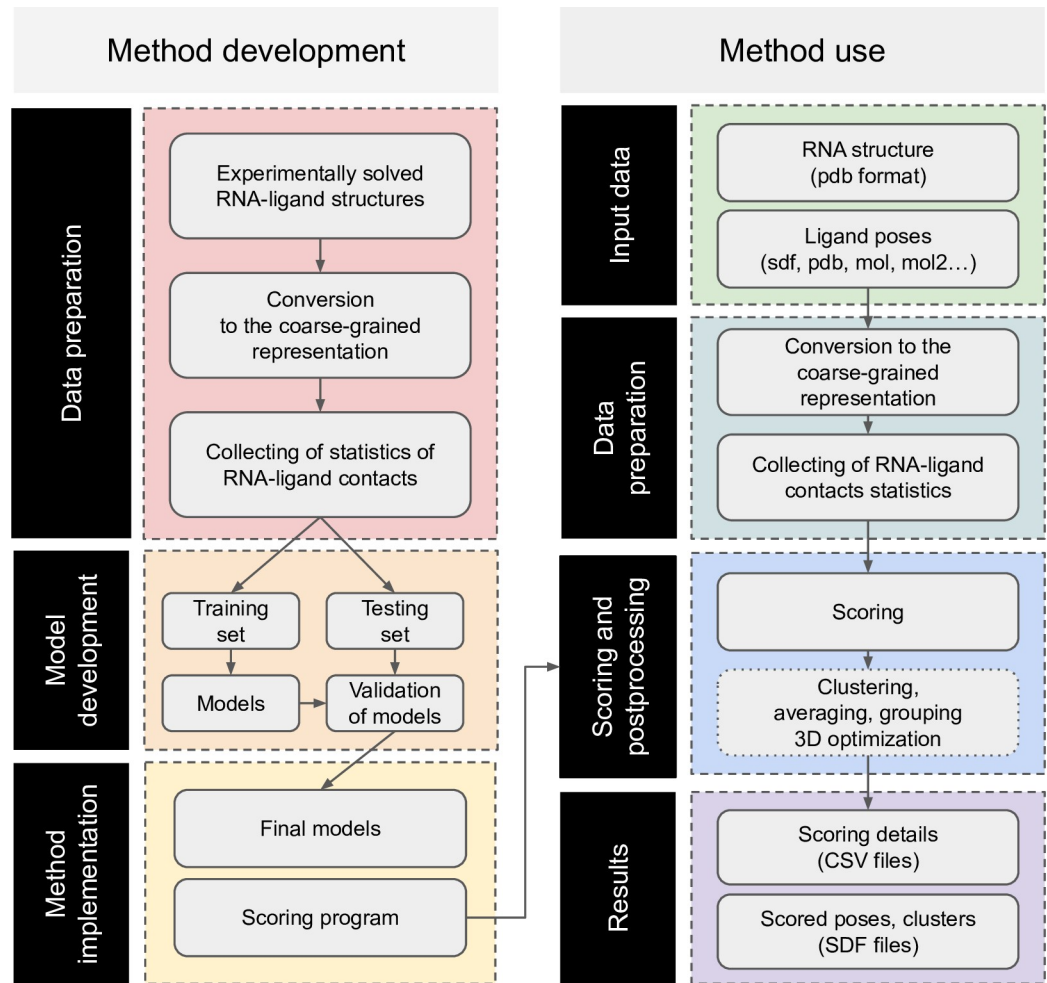 Method development
Data preparation
Experimentally solved
RNA-ligand structures
Conversion
to the coarse-grained
representation
Collecting of statistics of
RNA-ligand contacts
Model
development
Training
set
Testing
set
Models
Validation
of models
Method
implementation
Final models
Scoring program
Method use
Input data
RNA structure
(pdb format)
Ligand poses
(sdf, pdb, mol, mol2…)
Data
preparation
Conversion to the
coarse-grained
representation
Collecting of RNA-ligand
contacts statistics
Scoring and
postprocessing
Scoring
Clustering,
averaging, grouping
3D optimization
Results
Scoring details
(CSV files)
Scored poses, clusters
(SDF files)